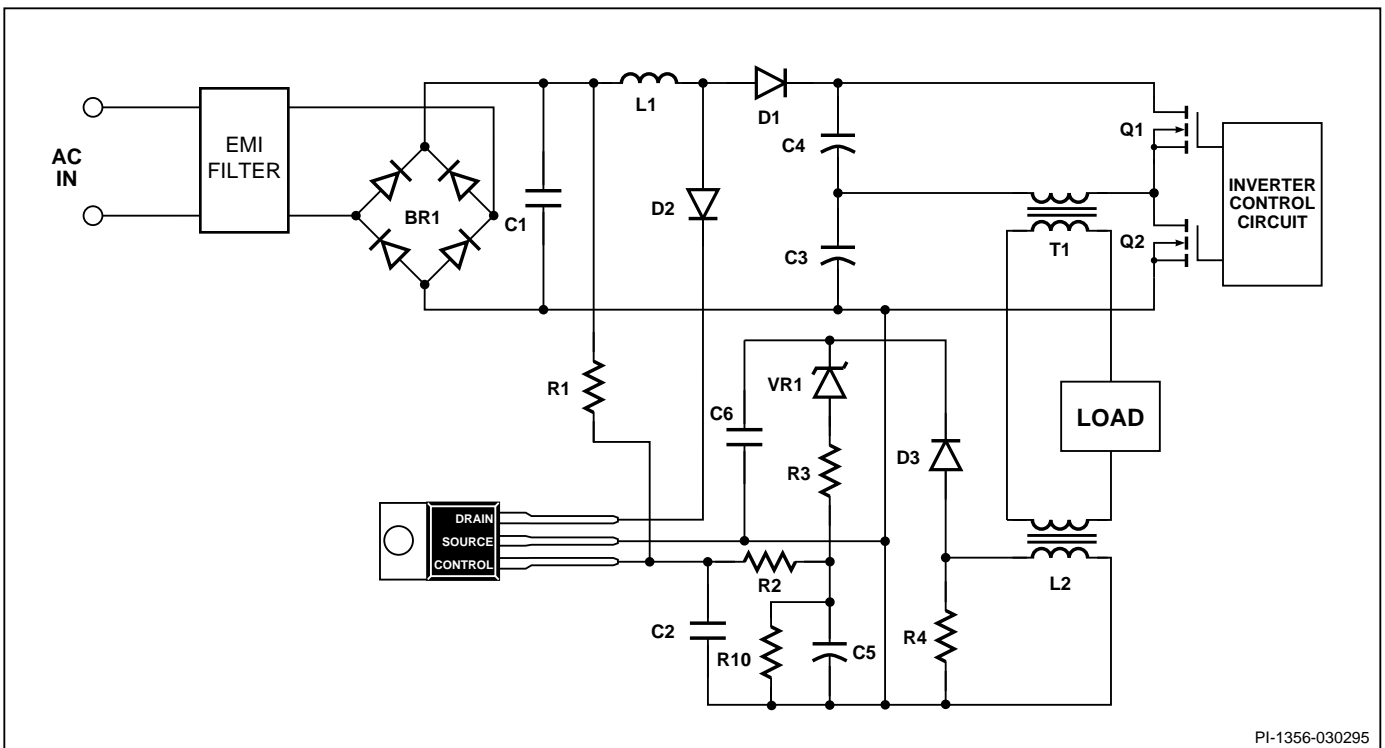 AC
IN
EMI
FILTER
BR1
C1
L1
D1
D2
C4
C3
Q1
Q2
T1
INVERTER
CONTROL
CIRCUIT
R1
C6
VR1
R3
D3
LOAD
DRAIN
SOURCE
CONTROL
R2
L2
C2
R10
C5
R4
PI-1356-030295